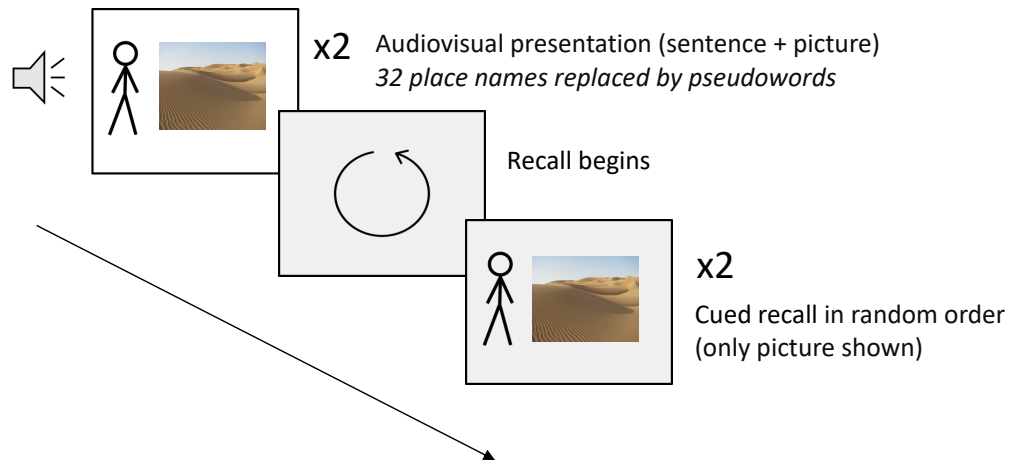 x2
Audiovisual presentation (sentence + picture)
32 place names replaced by pseudowords
Recall begins
x2
Cued recall in random order
(only picture shown)